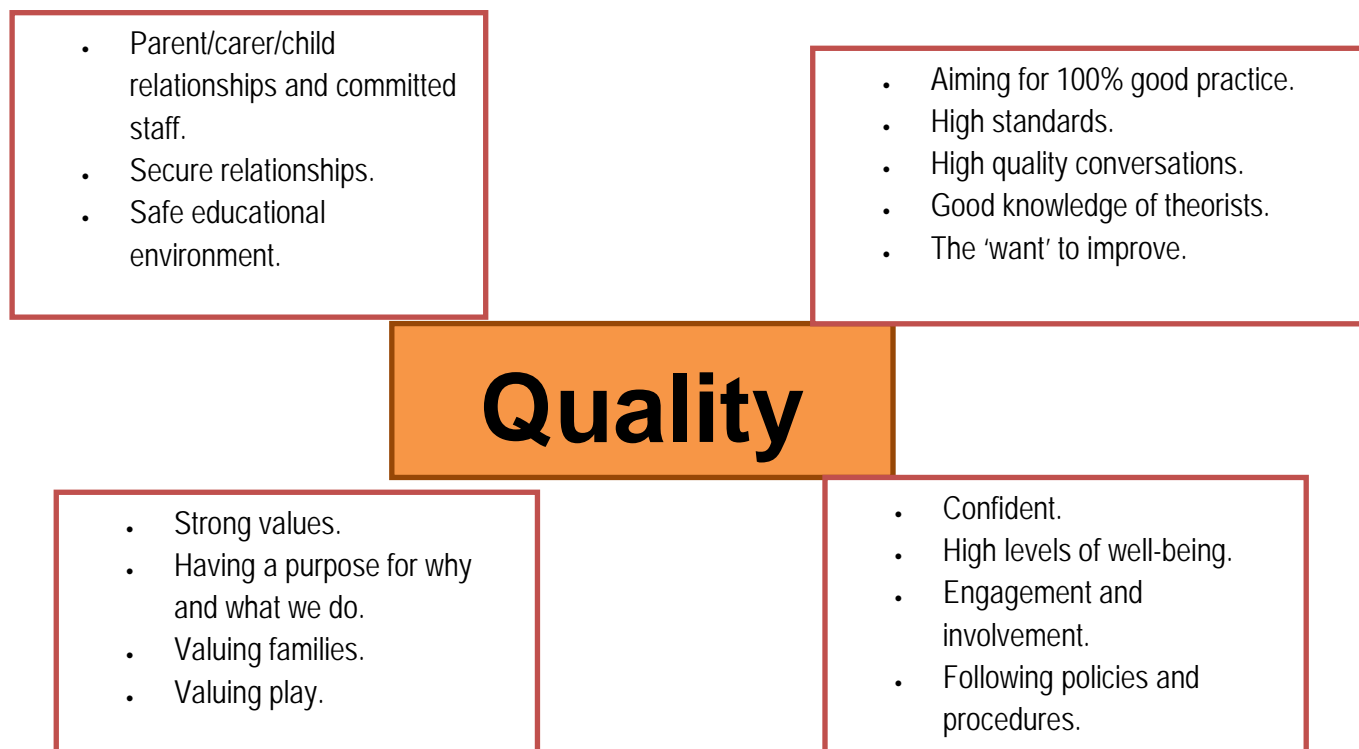 • Parent/carer/child
relationships and committed
staff.
• Secure relationships.
• Safe educational
environment.
• Aiming for 100% good practice.
• High standards.
• High quality conversations.
• Good knowledge of theorists.
• The ‘want’ to improve.
Quality
• Strong values.
• Having a purpose for why
and what we do.
• Valuing families.
• Valuing play.
• Confident.
• High levels of well-being.
• Engagement and
involvement.
• Following policies and
procedures.